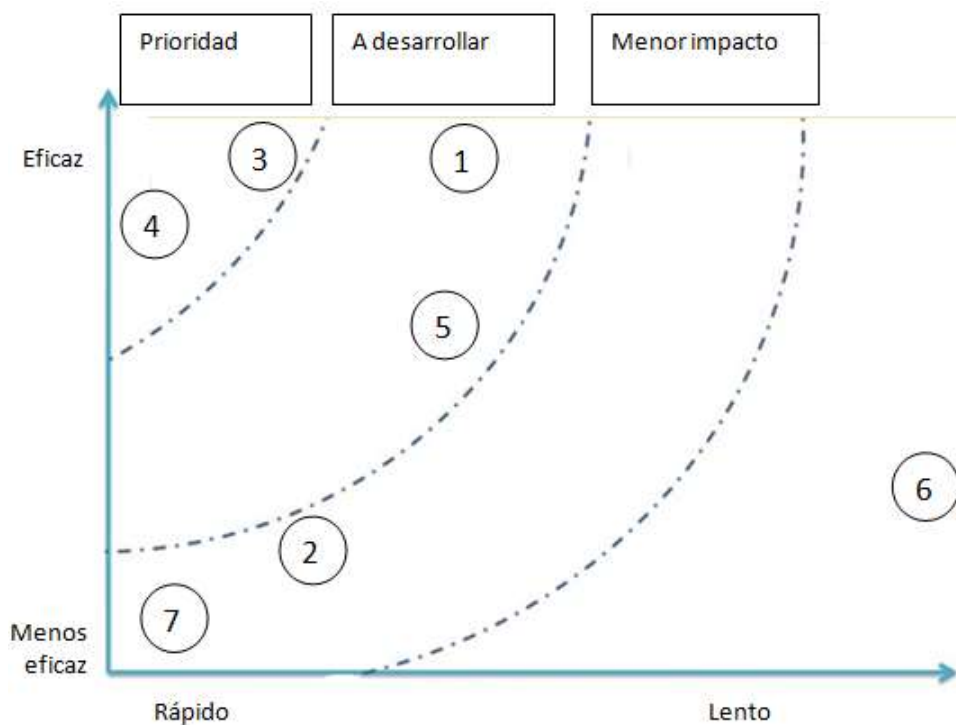 Prioridad
A desarrollar
Menor impacto
Eficaz
3
1
4
5
6
2
7
Menos
eficaz
Rápido
Lento